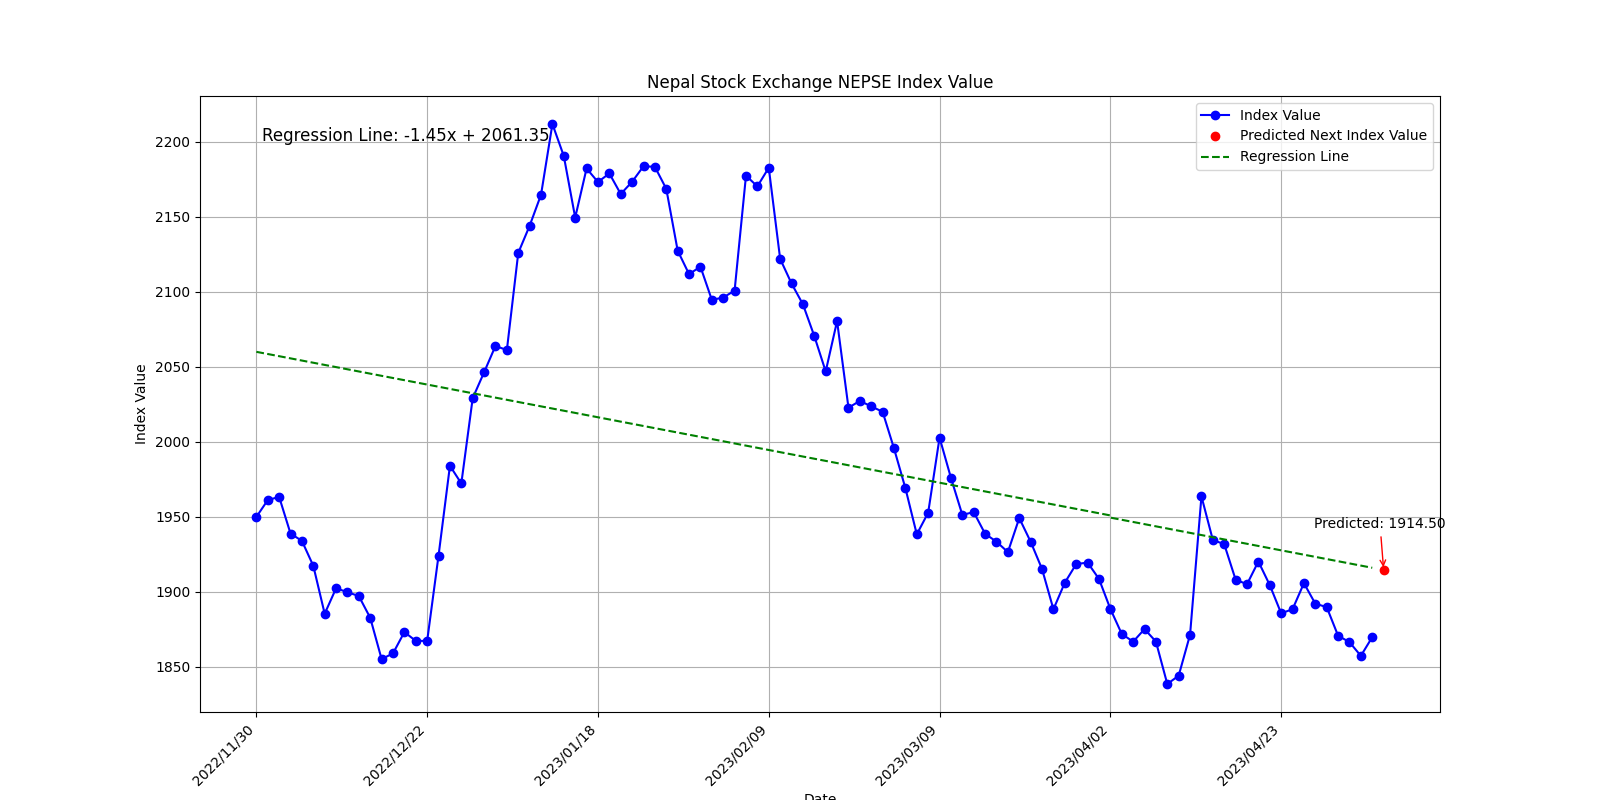 Nepal Stock Exchange NEPSE Index Value
Regression Line: -1.45x + 2061.35
Index Value
Predicted Next Index Value
Regression Line
2200
2150
2100
2050
2000
1950
1900
1850
Index Value
Predicted: 1914.50
2022/11/30
2022/12/22
2023/01/18
2023/02/09
2023/03/09
2023/04/02
2023/04/23
Date